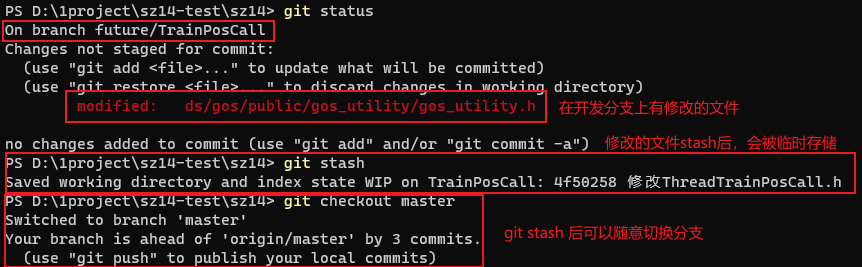 PS D:\1project\sz14-test\sz14> git status
On branch future/TrainPosCall
Changes not staged for commit:
(use "git add <file>..." to update what will be committed)
(use "git restore <file>..." to discard changes in working directory)
modified: ds/gos/public/gos_utility/gos_utility.h 在开发分支上有修改的文件
no changes added to commit (use "git add" and/or "git commit -a") 修改的文件stash后，会被临时存储
PS D:\1project\sz14-test\sz14> git stash
Saved working directory and index state WIP on TrainPosCall: 4f50258 修改ThreadTrainPosCall.h
PS D:\1project\sz14-test\sz14> git checkout master
Switched to branch 'master'
Your branch is ahead of 'origin/master' by 3 commits. git stash 后可以随意切换分支
(use "git push" to publish your local commits)